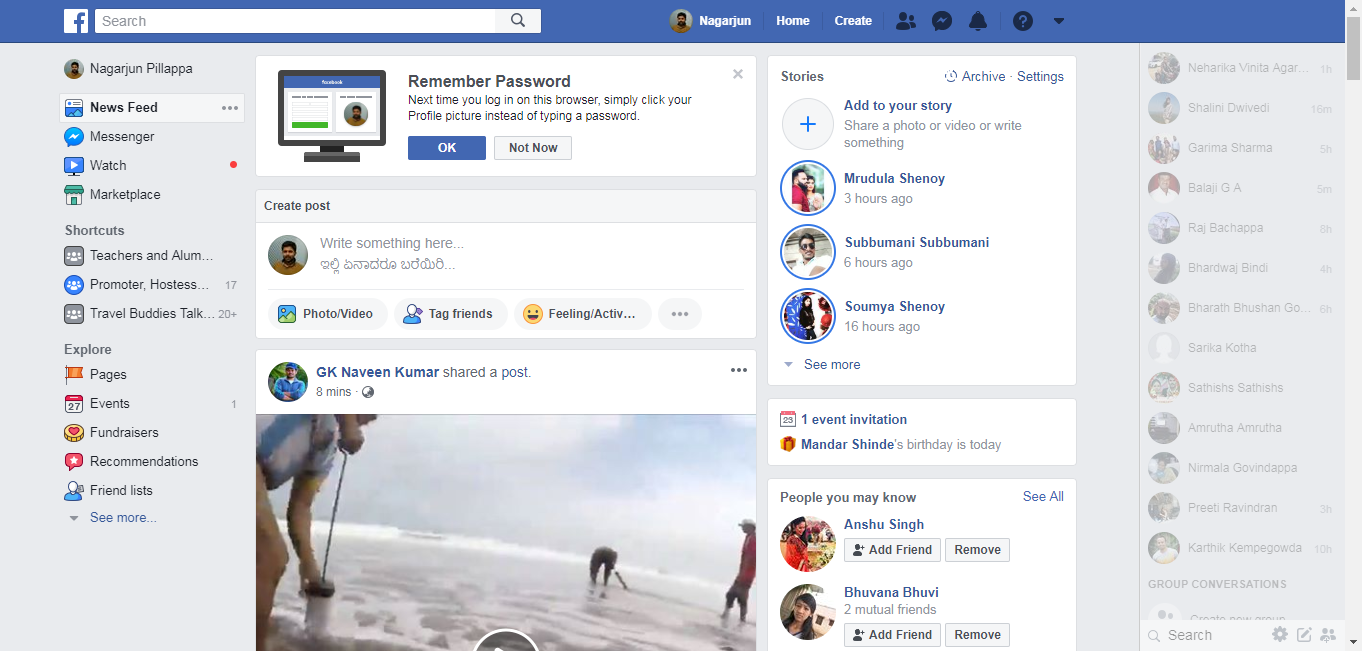 f
Search
Nagarjun
Home
Create
?
Nagarjun Pillappa
News Feed
Messenger
Watch
Marketplace
Shortcuts
Teachers and Alum...
Promoter, Hostess... 17
Travel Buddies Talk... 20+
Explore
Pages
27 Events 1
Fundraisers
Recommendations
Friend lists
See more...
facebook
Remember Password
Next time you log in on this browser, simply click your
Profile picture instead of typing a password.
OK
Not Now
Create post
Write something here...
ಇಲ್ಲಿ ಏನಾದರೂ ಬರೆಯಿರಿ...
Photo/Video
Tag friends
Feeling/Activ...
GK Naveen Kumar shared a post.
8 mins ·
Stories
Archive · Settings
Add to your story
Share a photo or video or write
something
Mrudula Shenoy
3 hours ago
Subbumani Subbumani
6 hours ago
Soumya Shenoy
16 hours ago
See more
23 1 event invitation
Mandar Shinde's birthday is today
People you may know
See All
Anshu Singh
Add Friend
Remove
Bhuvana Bhuvi
2 mutual friends
Add Friend
Remove
Neharika Vinita Agar... 1h
Shalini Dwivedi 16m
Garima Sharma 5h
Balaji G A 5m
Raj Bachappa 8h
Bhardwaj Bindi 4h
Bharath Bhushan Go... 6h
Sarika Kotha
Sathishs Sathishs
Amrutha Amrutha
Nirmala Govindappa
Preeti Ravindran 3h
Karthik Kempegowda 10h
GROUP CONVERSATIONS
Create new group
Search